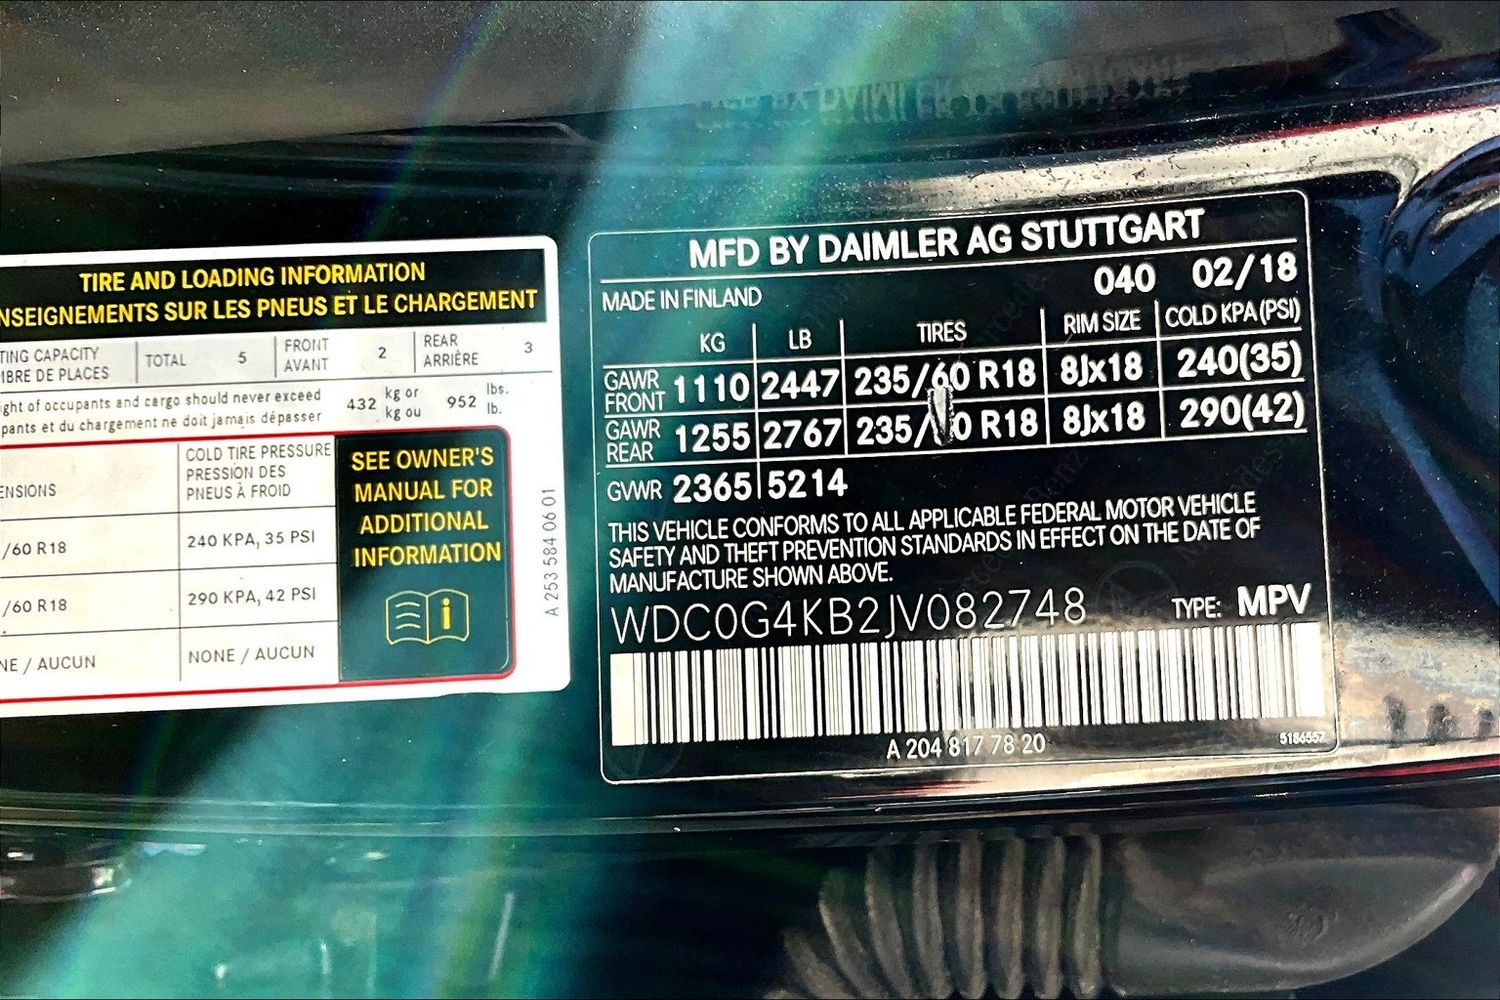 TIRE AND LOADING INFORMATION
NSEIGNEMENTS SUR LES PNEUS ET LE CHARGEMENT
TING CAPACITY TOTAL 5 FRONT 2 REAR 3
MBRE DE PLACES AVANT ARRIÈRE
ight of occupants and cargo should never exceed 432 kg or 952 lbs.
pants et du chargement ne doit jamais dépasser kg ou lb.
ENSIONS
COLD TIRE PRESSURE
PRESSION DES
PNEUS À FROID
/60 R18 240 KPA, 35 PSI
/60 R18 290 KPA, 42 PSI
NE / AUCUN NONE / AUCUN
SEE OWNER'S
MANUAL FOR
ADDITIONAL
INFORMATION
A 253 584 06 01
MFD BY DAIMLER AG STUTTGART
040 02/18
MADE IN FINLAND
KG LB TIRES RIM SIZE COLD KPA(PSI)
GAWR FRONT 1110 2447 235/60 R18 8Jx18 240(35)
GAWR REAR 1255 2767 235/60 R18 8Jx18 290(42)
GVWR 2365 5214
THIS VEHICLE CONFORMS TO ALL APPLICABLE FEDERAL MOTOR VEHICLE
SAFETY AND THEFT PREVENTION STANDARDS IN EFFECT ON THE DATE OF
MANUFACTURE SHOWN ABOVE.
WDC0G4KB2JV082748 TYPE: MPV
A 204 817 78 20
5186557